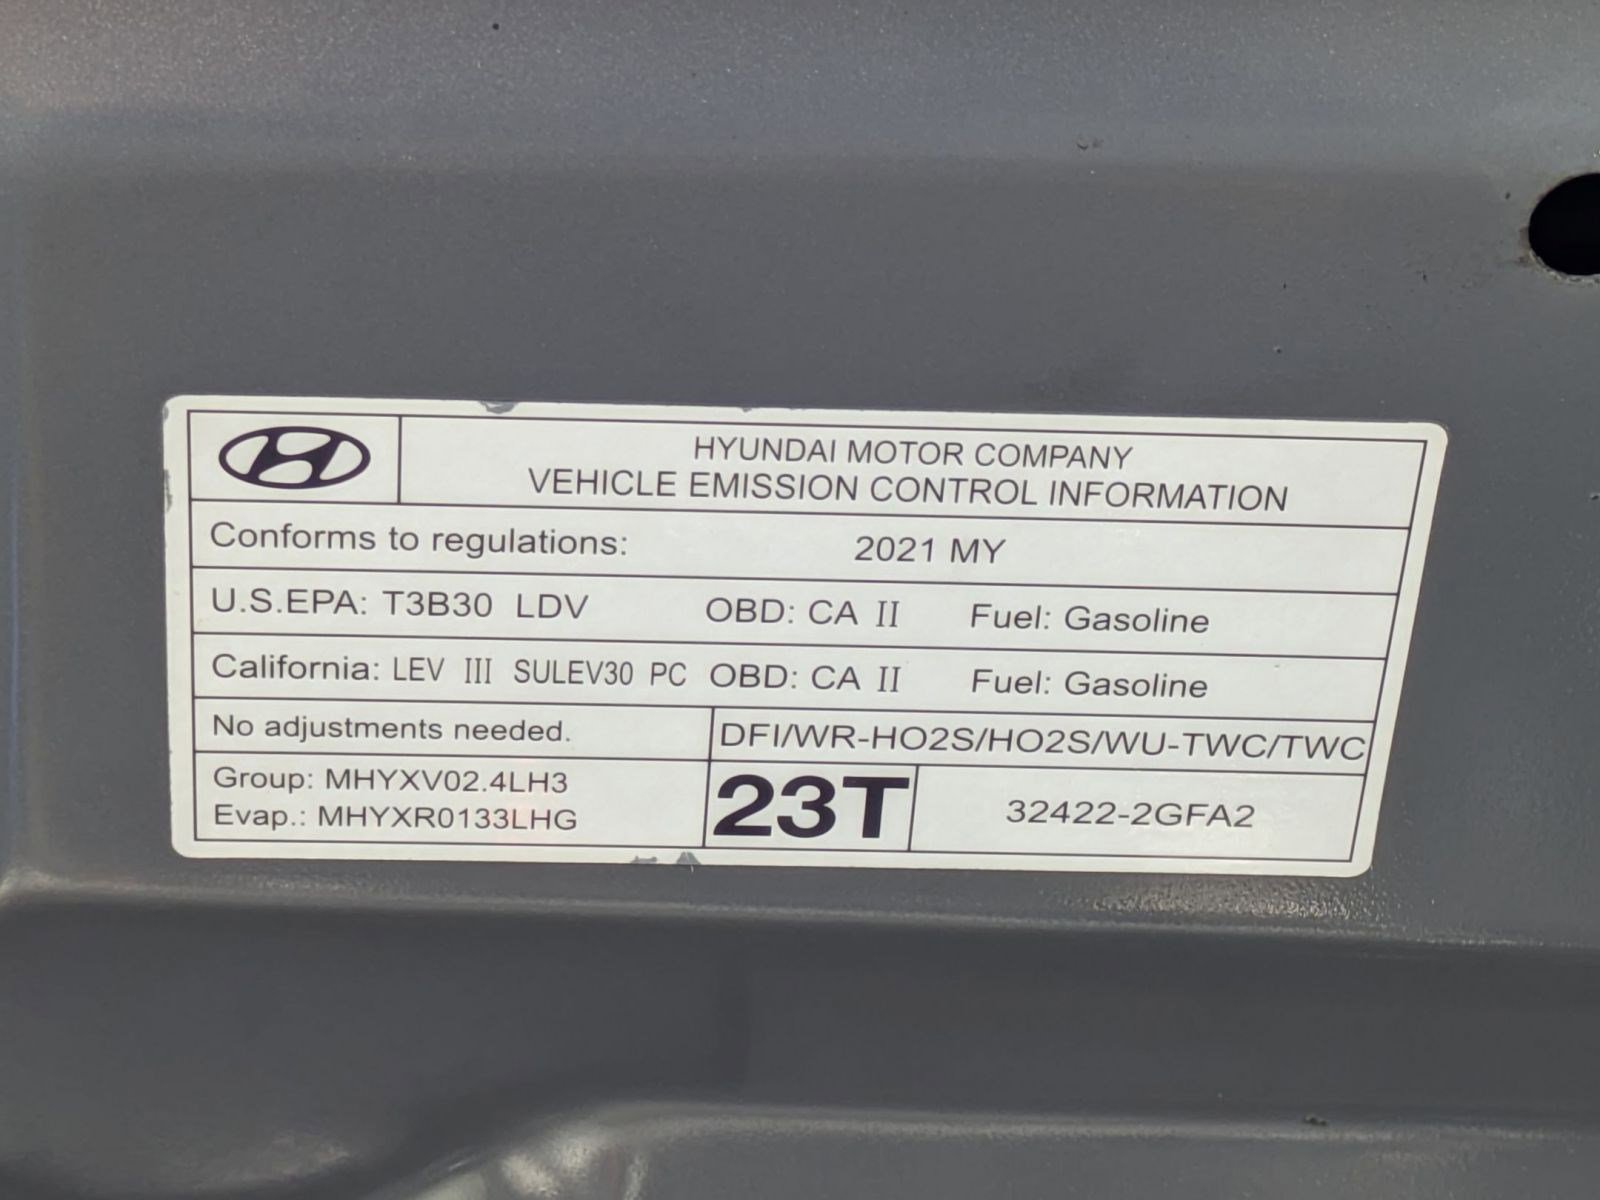 HYUNDAI MOTOR COMPANY
VEHICLE EMISSION CONTROL INFORMATION
Conforms to regulations: 2021 MY
U.S.EPA: T3B30 LDV OBD: CA II Fuel: Gasoline
California: LEV III SULEV30 PC OBD: CA II Fuel: Gasoline
No adjustments needed. DFI/WR-HO2S/HO2S/WU-TWC/TWC
Group: MHYXV02.4LH3
Evap.: MHYXR0133LHG
23T
32422-2GFA2